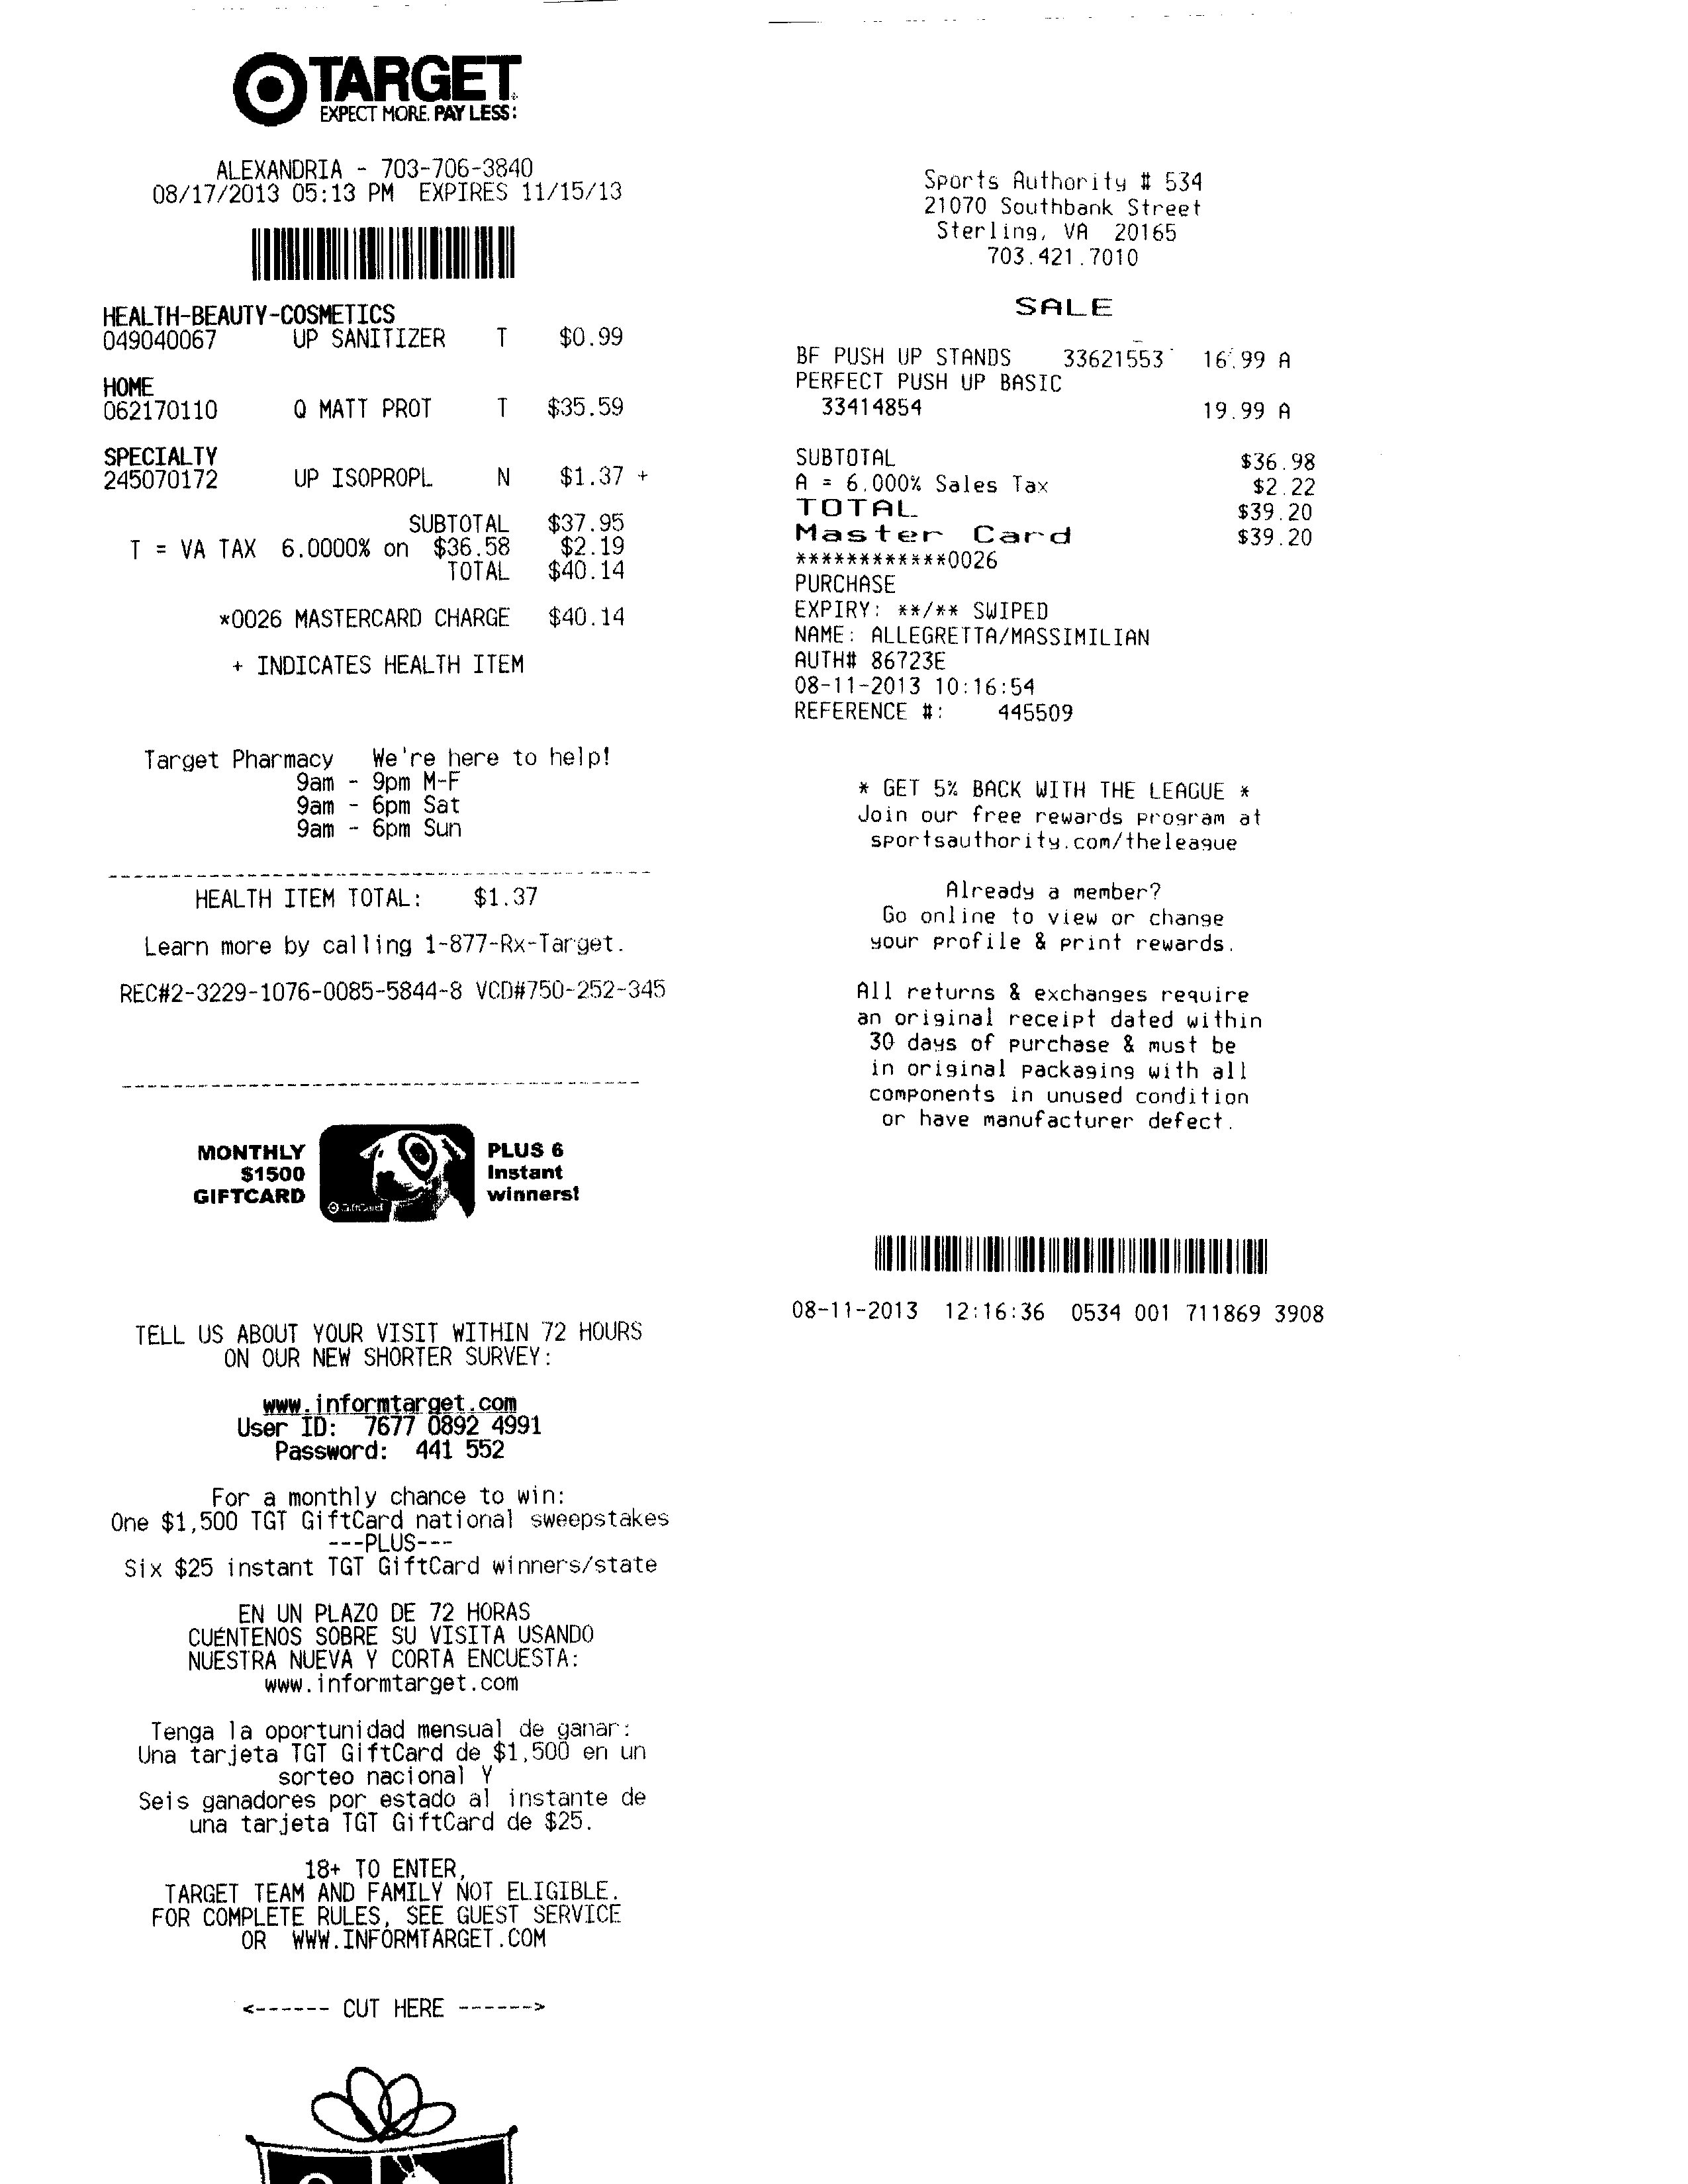 TARGET
EXPECT MORE. PAY LESS.
ALEXANDRIA - 703-706-3840
08/17/2013 05:13 PM EXPIRES 11/15/13
HEALTH-BEAUTY-COSMETICS
049040067 UP SANITIZER T $0.99
HOME
062170110 Q MATT PROT T $35.59
SPECIALTY
245070172 UP ISOPROPL N $1.37 +
SUBTOTAL $37.95
T = VA TAX 6.0000% on $36.58 $2.19
TOTAL $40.14
*0026 MASTERCARD CHARGE $40.14
+ INDICATES HEALTH ITEM
Target Pharmacy We're here to help!
9am - 9pm M-F
9am - 6pm Sat
9am - 6pm Sun
HEALTH ITEM TOTAL: $1.37
Learn more by calling 1-877-Rx-Target.
REC#2-3229-1076-0085-5844-8 VCD#750-252-345
MONTHLY
$1500
GIFTCARD
GiftCard
PLUS 6
Instant
winners!
TELL US ABOUT YOUR VISIT WITHIN 72 HOURS
ON OUR NEW SHORTER SURVEY:
www.informtarget.com
User ID: 7677 0892 4991
Password: 441 552
For a monthly chance to win:
One $1,500 TGT GiftCard national sweepstakes
---PLUS---
Six $25 instant TGT GiftCard winners/state
EN UN PLAZO DE 72 HORAS
CUÉNTENOS SOBRE SU VISITA USANDO
NUESTRA NUEVA Y CORTA ENCUESTA:
www.informtarget.com
Tenga la oportunidad mensual de ganar:
Una tarjeta TGT GiftCard de $1,500 en un
sorteo nacional Y
Seis ganadores por estado al instante de
una tarjeta TGT GiftCard de $25.
18+ TO ENTER,
TARGET TEAM AND FAMILY NOT ELIGIBLE.
FOR COMPLETE RULES, SEE GUEST SERVICE
OR WWW.INFORMTARGET.COM
<------ CUT HERE ------>
Sports Authority # 534
21070 Southbank Street
Sterling, VA 20165
703.421.7010
SALE
BF PUSH UP STANDS 33621553 16.99 A
PERFECT PUSH UP BASIC
33414854 19.99 A
SUBTOTAL $36.98
A = 6.000% Sales Tax $2.22
TOTAL $39.20
Master Card $39.20
************0026
PURCHASE
EXPIRY: **/** SWIPED
NAME: ALLEGRETTA/MASSIMILIAN
AUTH# 86723E
08-11-2013 10:16:54
REFERENCE #: 445509
* GET 5% BACK WITH THE LEAGUE *
Join our free rewards program at
sportsauthority.com/theleague
Already a member?
Go online to view or change
your profile & print rewards.
All returns & exchanges require
an original receipt dated within
30 days of purchase & must be
in original packaging with all
components in unused condition
or have manufacturer defect.
08-11-2013 12:16:36 0534 001 711869 3908